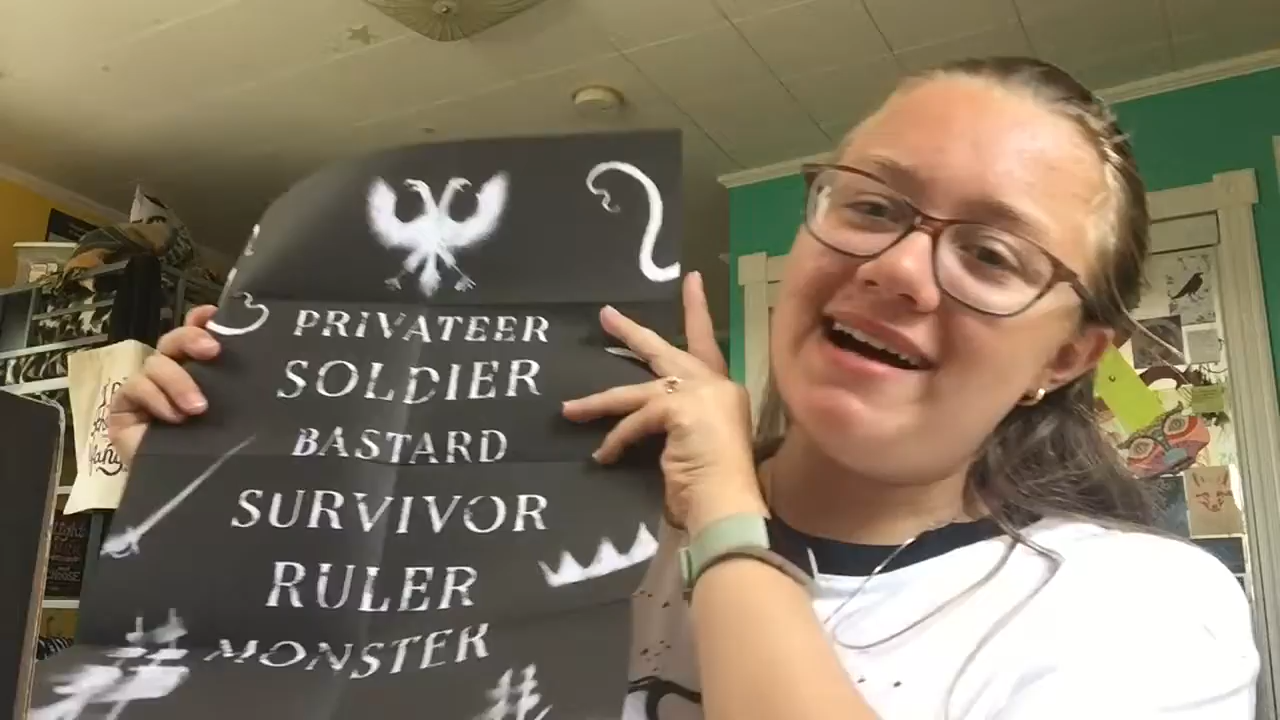 PRIVATEER
SOLDIER
BASTARD
SURVIVOR
RULER
MONSTER